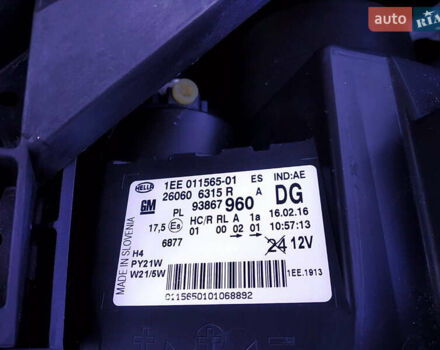 auto RIA
HELLA 1EE 011565-01 ES IND:AE
26060 6315 R A DG
GM PL 93867 960 16.02.16
17,5 E8 HC/R RL A 1a 10:57:13
6877 01 00 02 01 24 12V
MADE IN SLOVENIA
H4
PY21W
W21/5W
1EE.1913
0115650101068892